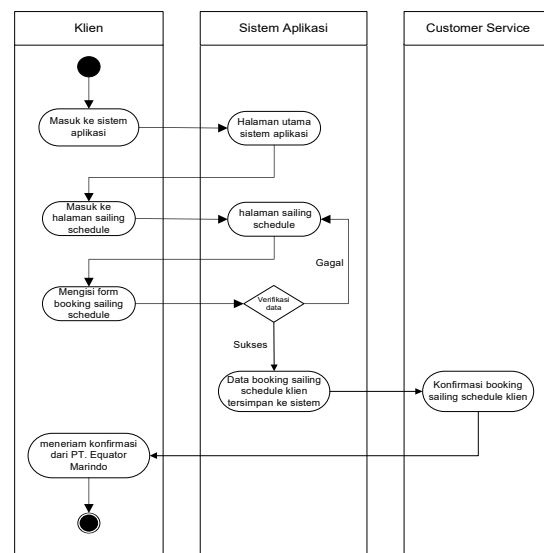 Klien
Sistem Aplikasi
Customer Service
Masuk ke sistem
aplikasi
Halaman utama
sistem aplikasi
Masuk ke
halaman sailing
schedule
halaman sailing
schedule
Gagal
Mengisi form
booking sailing
schedule
Verifikasi
data
Sukses
Data booking sailing
schedule klien
tersimpan ke sistem
Konfirmasi booking
sailing schedule klien
meneriam konfirmasi
dari PT. Equator
Marindo